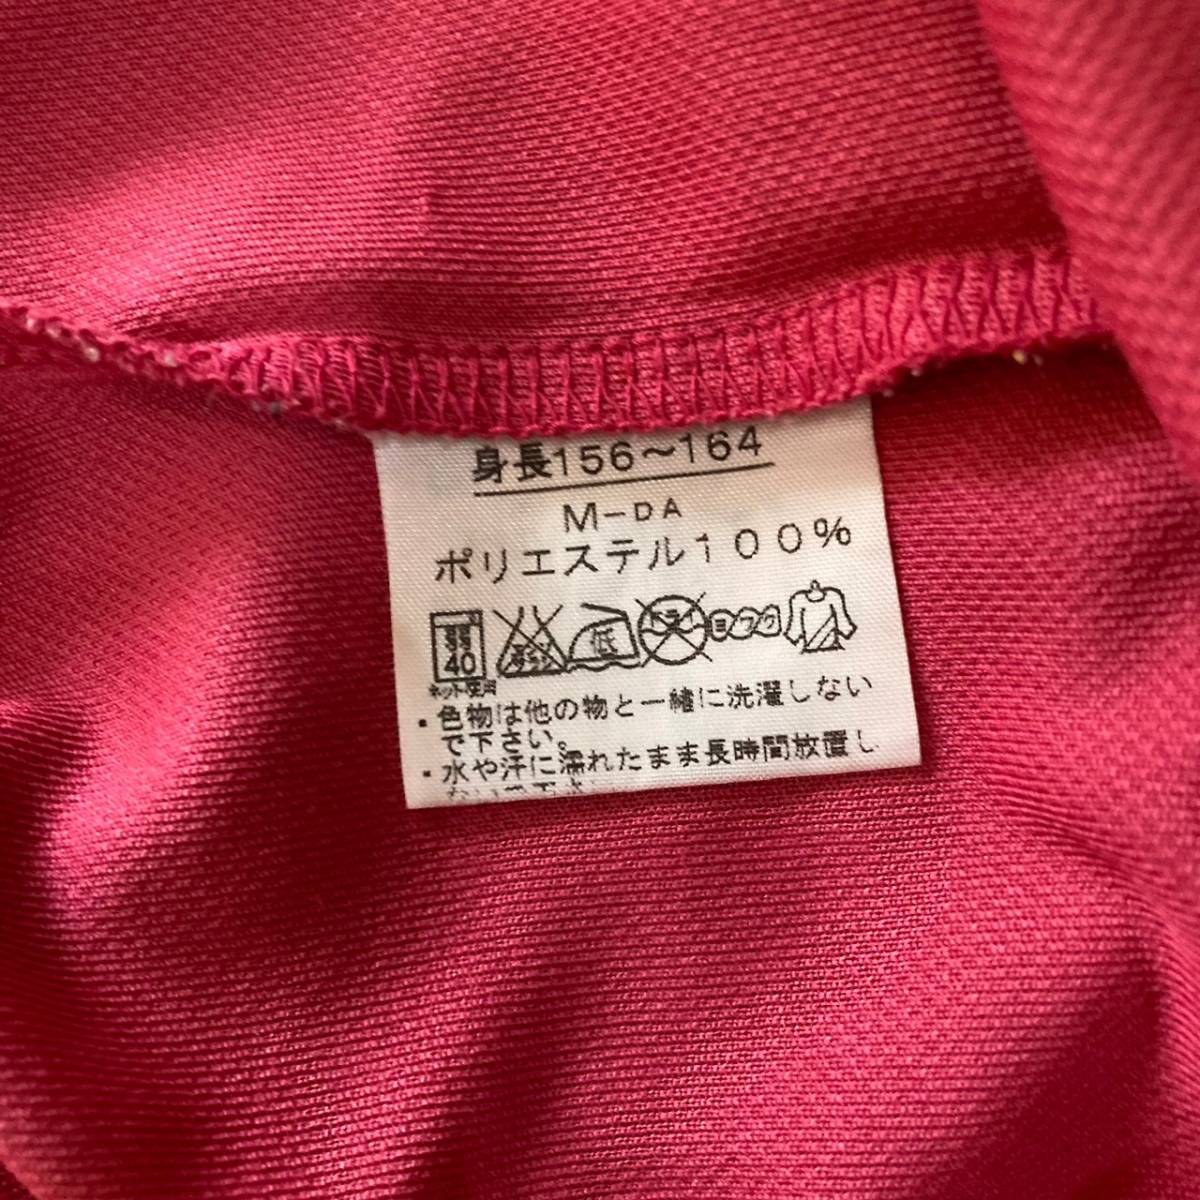 身長156～164
M-DA
ポリエステル100%
40
低
ドライ
ヨワク
ネット使用
・色物は他の物と一緒に洗濯しない
で下さい。
・水や汗に濡れたまま長時間放置し